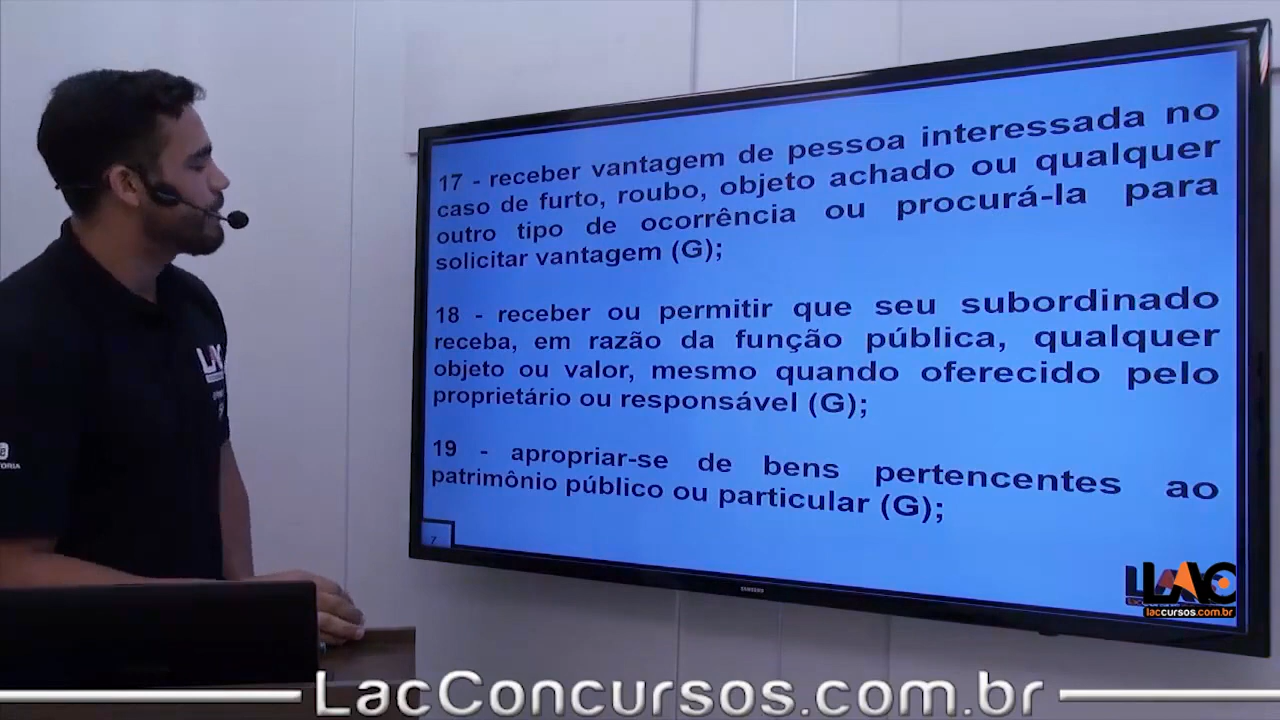 17 - receber vantagem de pessoa interessada no
caso de furto, roubo, objeto achado ou qualquer
outro tipo de ocorrência ou procurá-la para
solicitar vantagem (G);
18 - receber ou permitir que seu subordinado
receba, em razão da função pública, qualquer
objeto ou valor, mesmo quando oferecido pelo
proprietário ou responsável (G);
19 - apropriar-se de bens pertencentes ao
patrimônio público ou particular (G);
7
SAMSUNG
LAC
laccursos.com.br
LacConcursos.com.br